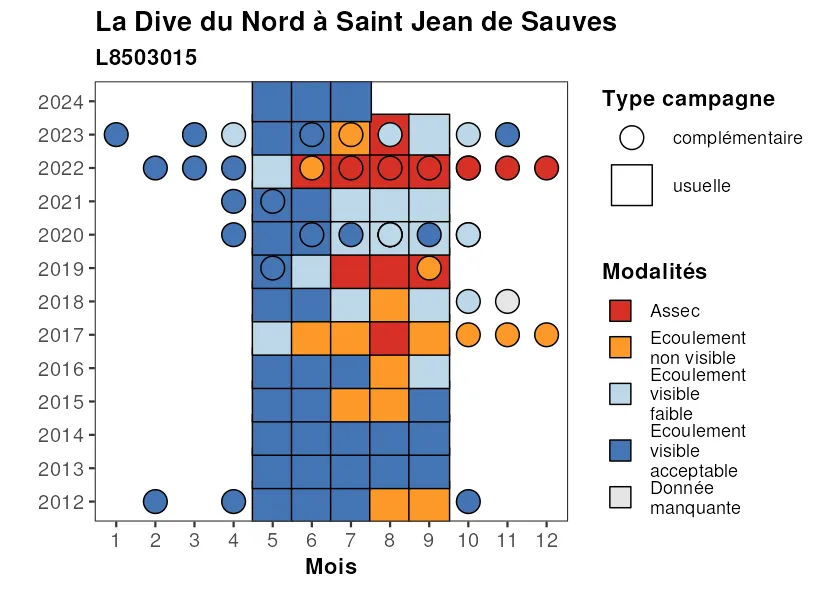 La Dive du Nord à Saint Jean de Sauves
L8503015
2024
2023
2022
2021
2020
2019
2018
2017
2016
2015
2014
2013
2012
1 2 3 4 5 6 7 8 9 10 11 12
Mois
Type campagne
complémentaire
usuelle
Modalités
Assec
Ecoulement
non visible
Ecoulement
visible
faible
Ecoulement
visible
acceptable
Donnée
manquante